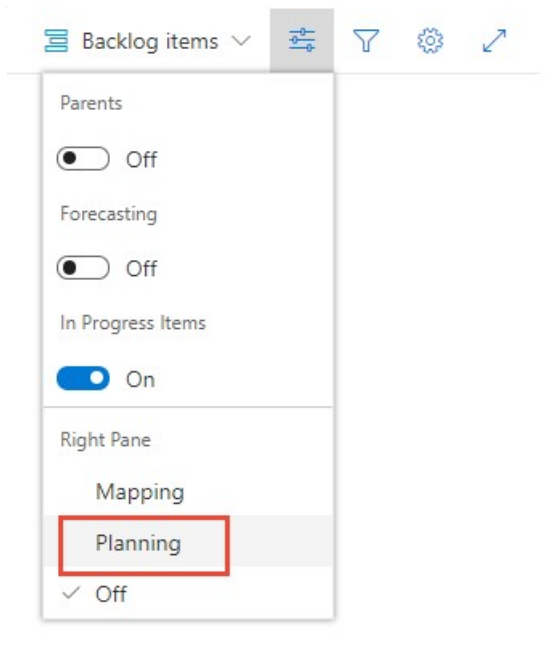 Backlog items
Parents
Off
Forecasting
Off
In Progress Items
On
Right Pane
Mapping
Planning
Off